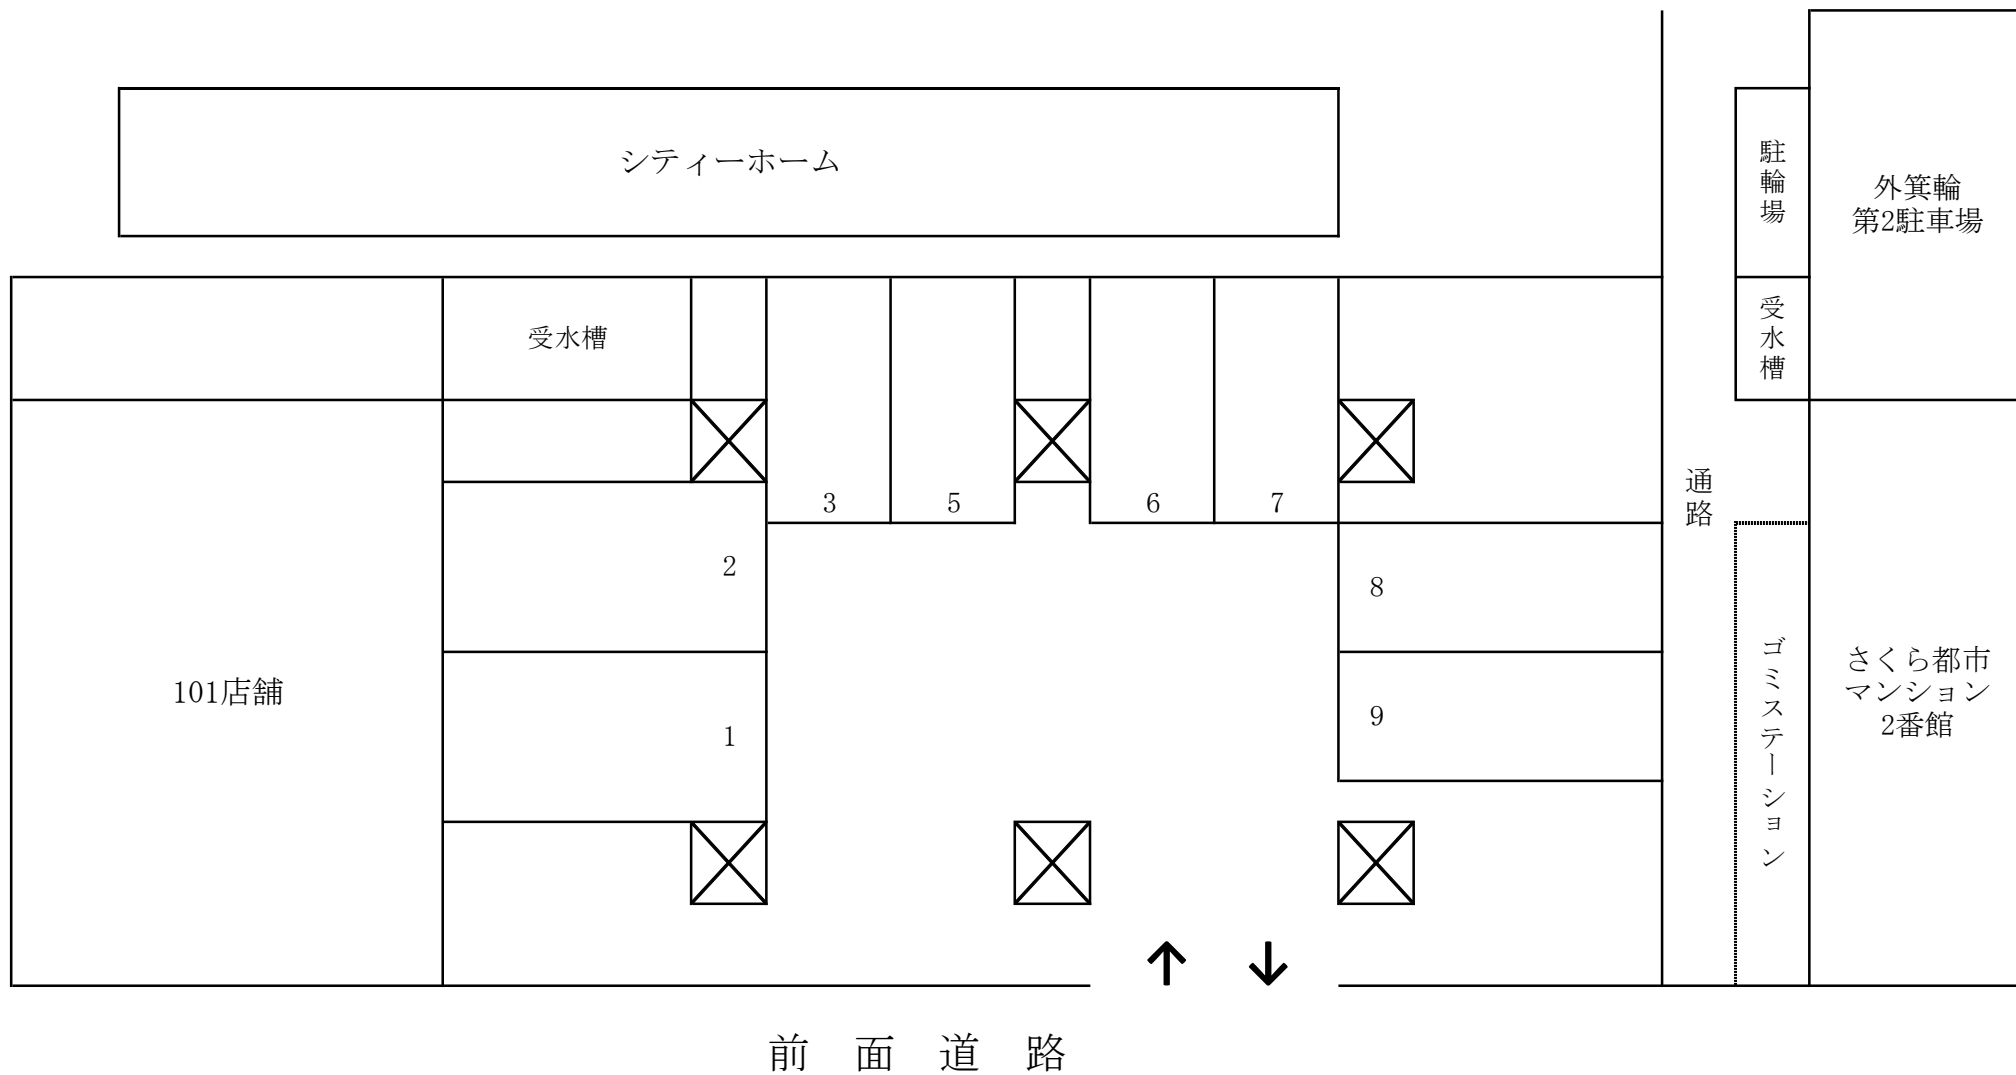 シティーホーム
駐輪場
外箕輪
第2駐車場
受水槽
受水槽
通路
3
5
6
7
2
8
1
9
101店舗
ゴミステーション
さくら都市
マンション
2番館
前面道路